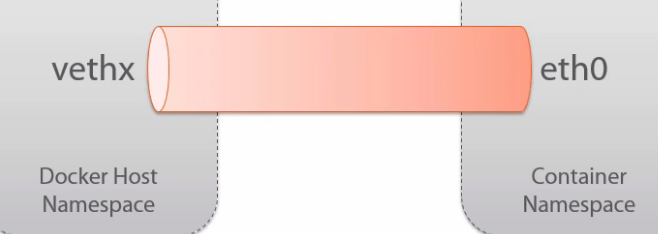 vethx
eth0
Docker Host
Namespace
Container
Namespace